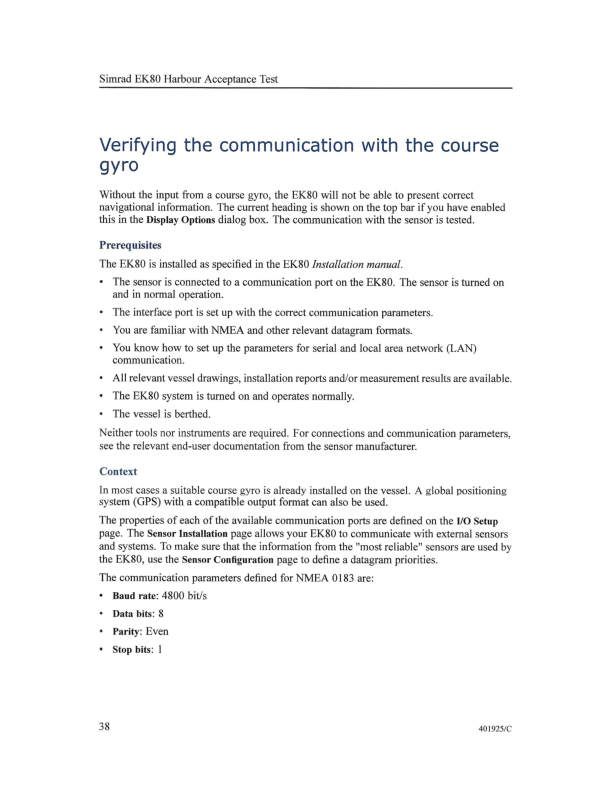 Simrad EK80 Harbour Acceptance Test
Verifying the communication with the course
gyro
Without the input from a course gyro, the EK80 will not be able to present correct
navigational information. The current heading is shown on the top bar if you have enabled
this in the Display Options dialog box. The communication with the sensor is tested.
Prerequisites
The EK80 is installed as specified in the EK80 Installation manual.
• The sensor is connected to a communication port on the EK80. The sensor is turned on
and in normal operation.
• The interface port is set up with the correct communication parameters.
• You are familiar with NMEA and other relevant datagram formats.
• You know how to set up the parameters for serial and local area network (LAN)
communication.
• All relevant vessel drawings, installation reports and/or measurement results are available.
• The EK80 system is turned on and operates normally.
• The vessel is berthed.
Neither tools nor instruments are required. For connections and communication parameters,
see the relevant end-user documentation from the sensor manufacturer.
Context
In most cases a suitable course gyro is already installed on the vessel. A global positioning
system (GPS) with a compatible output format can also be used.
The properties of each of the available communication ports are defined on the I/O Setup
page. The Sensor Installation page allows your EK80 to communicate with external sensors
and systems. To make sure that the information from the "most reliable" sensors are used by
the EK80, use the Sensor Configuration page to define a datagram priorities.
The communication parameters defined for NMEA 0183 are:
• Baud rate: 4800 bit/s
• Data bits: 8
• Parity: Even
• Stop bits: 1
38
401925/C